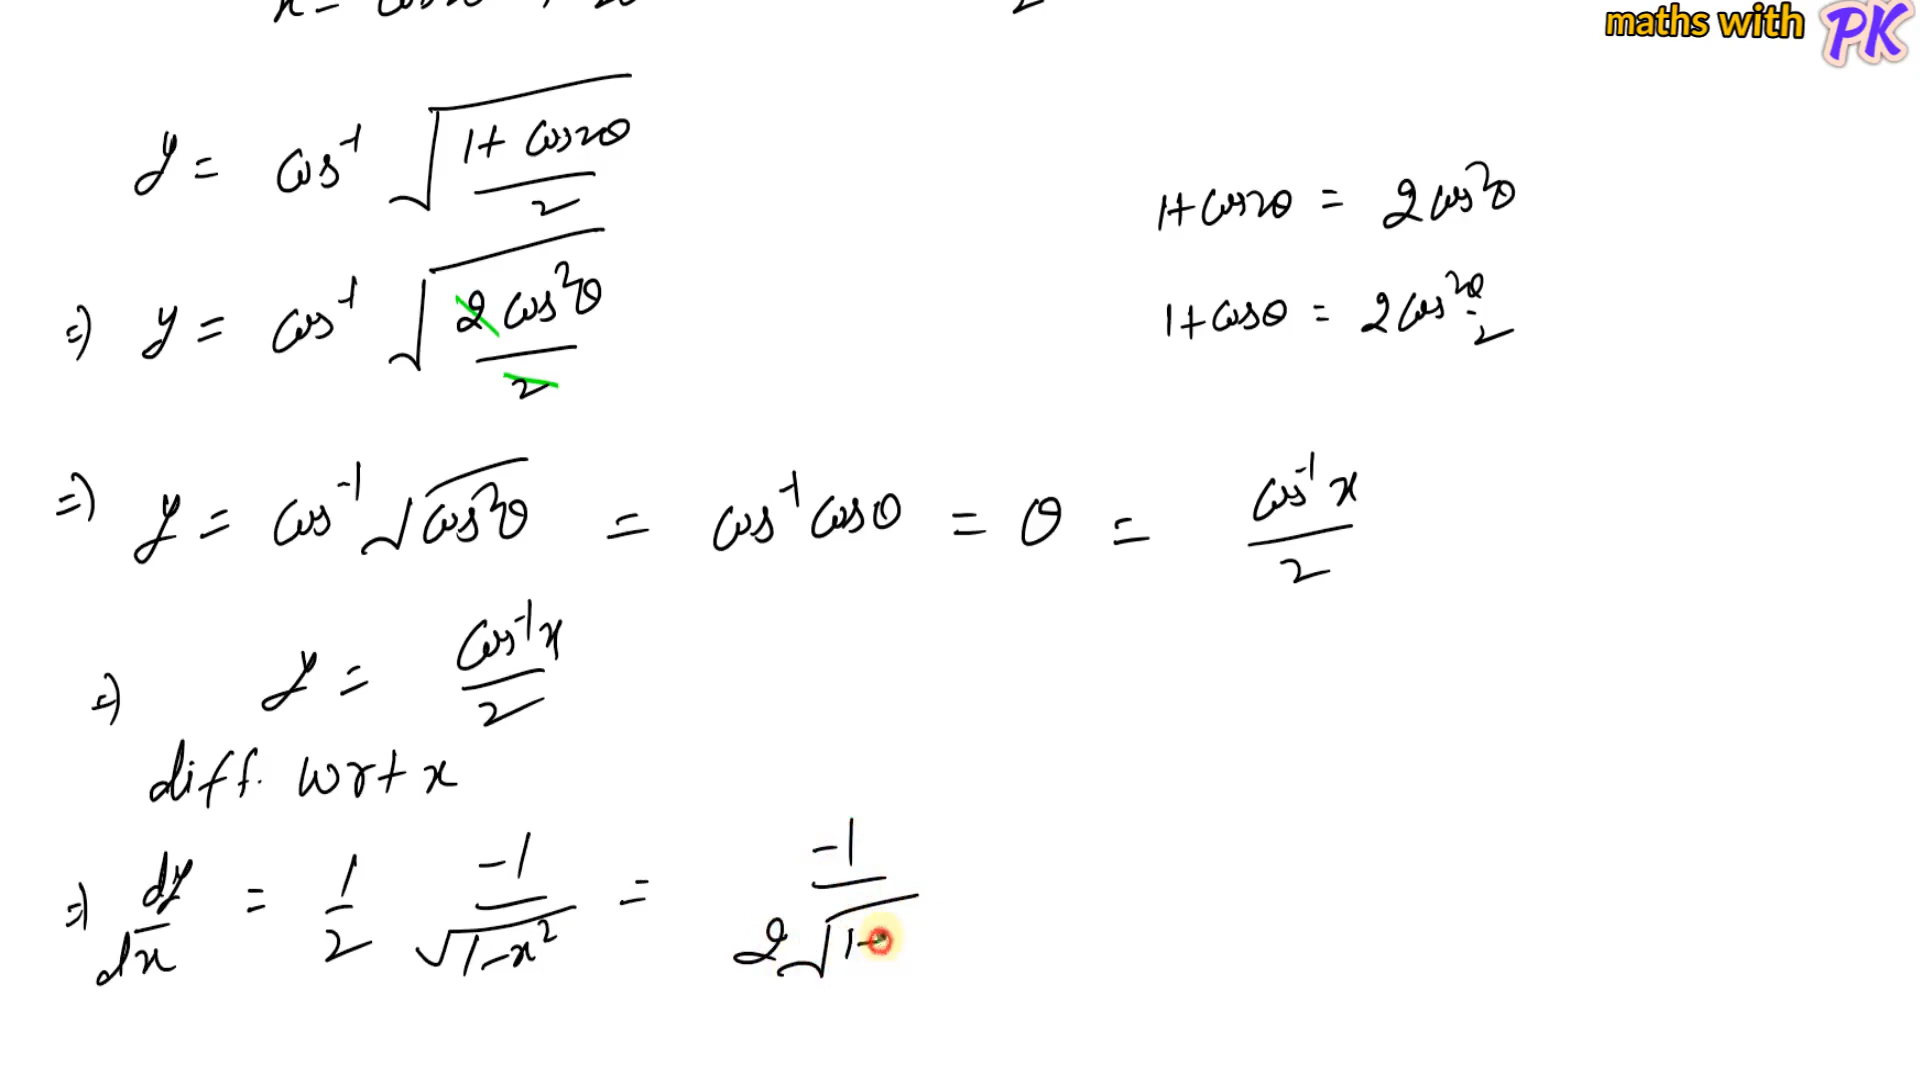 maths with PK
y = cos⁻¹ √((1 + cos2θ)/2)
1 + cos2θ = 2cos²θ
⇒) y = cos⁻¹ √((2cos²θ)/2)
1 + cosθ = 2cos²θ/2
⇒) y = cos⁻¹ √(cos²θ) = cos⁻¹ cosθ = θ = (cos⁻¹x)/2
⇒) y = (cos⁻¹x)/2
diff. wrt x
⇒) dy/dx = 1/2 -1/√(1-x²) = -1/(2√(1-